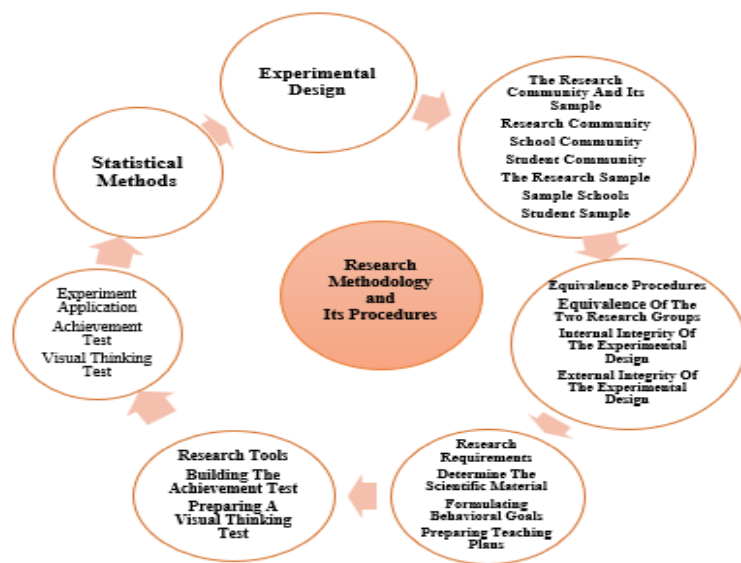 Experimental
Design
The Research
Community And Its
Sample
Research Community
School Community
Student Community
The Research Sample
Sample Schools
Student Sample
Equivalence Procedures
Equivalence Of The
Two Research Groups
Internal Integrity Of
The Experimental
Design
External Integrity Of
The Experimental
Design
Research
Requirements
Determine The
Scientific Material
Formulating
Behavioral Goals
Preparing Teaching
Plans
Research Tools
Building The
Achievement Test
Preparing A
Visual Thinking
Test
Experiment
Application
Achievement
Test
Visual Thinking
Test
Statistical
Methods
Research
Methodology
and
Its Procedures